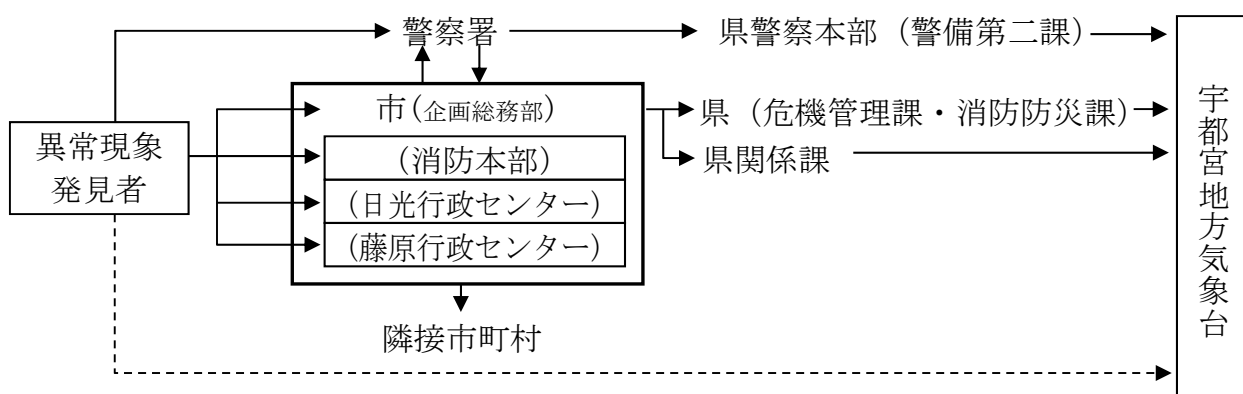 警察署
県警察本部（警備第二課）
市(企画総務部)
県（危機管理課・消防防災課）
異常現象
発見者
(消防本部)
県関係課
(日光行政センター)
(藤原行政センター)
隣接市町村
宇都宮地方気象台